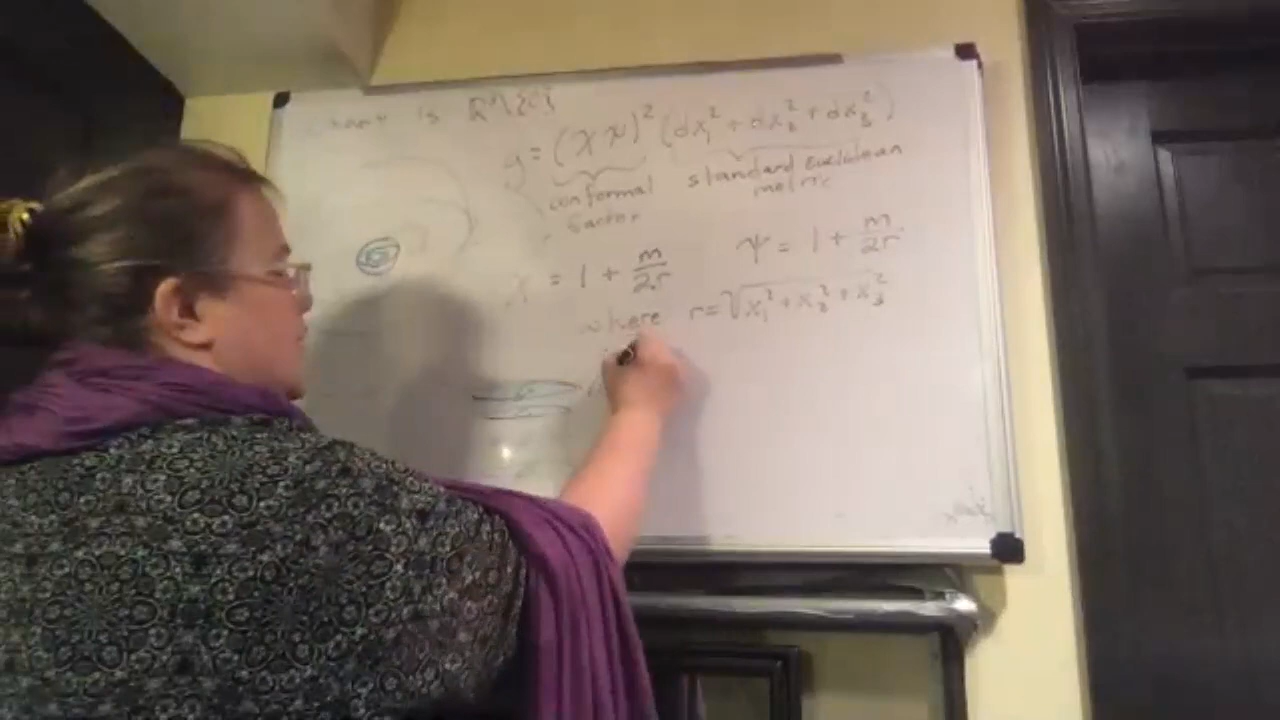 is R³\{0}
g = (χψ)² (dx₁² + dx₂² + dx₃²)
conformal factor
standard Euclidean metric
χ = 1 + m/2r
ψ = 1 + m/2r
where r = √x₁² + x₂² + x₃²